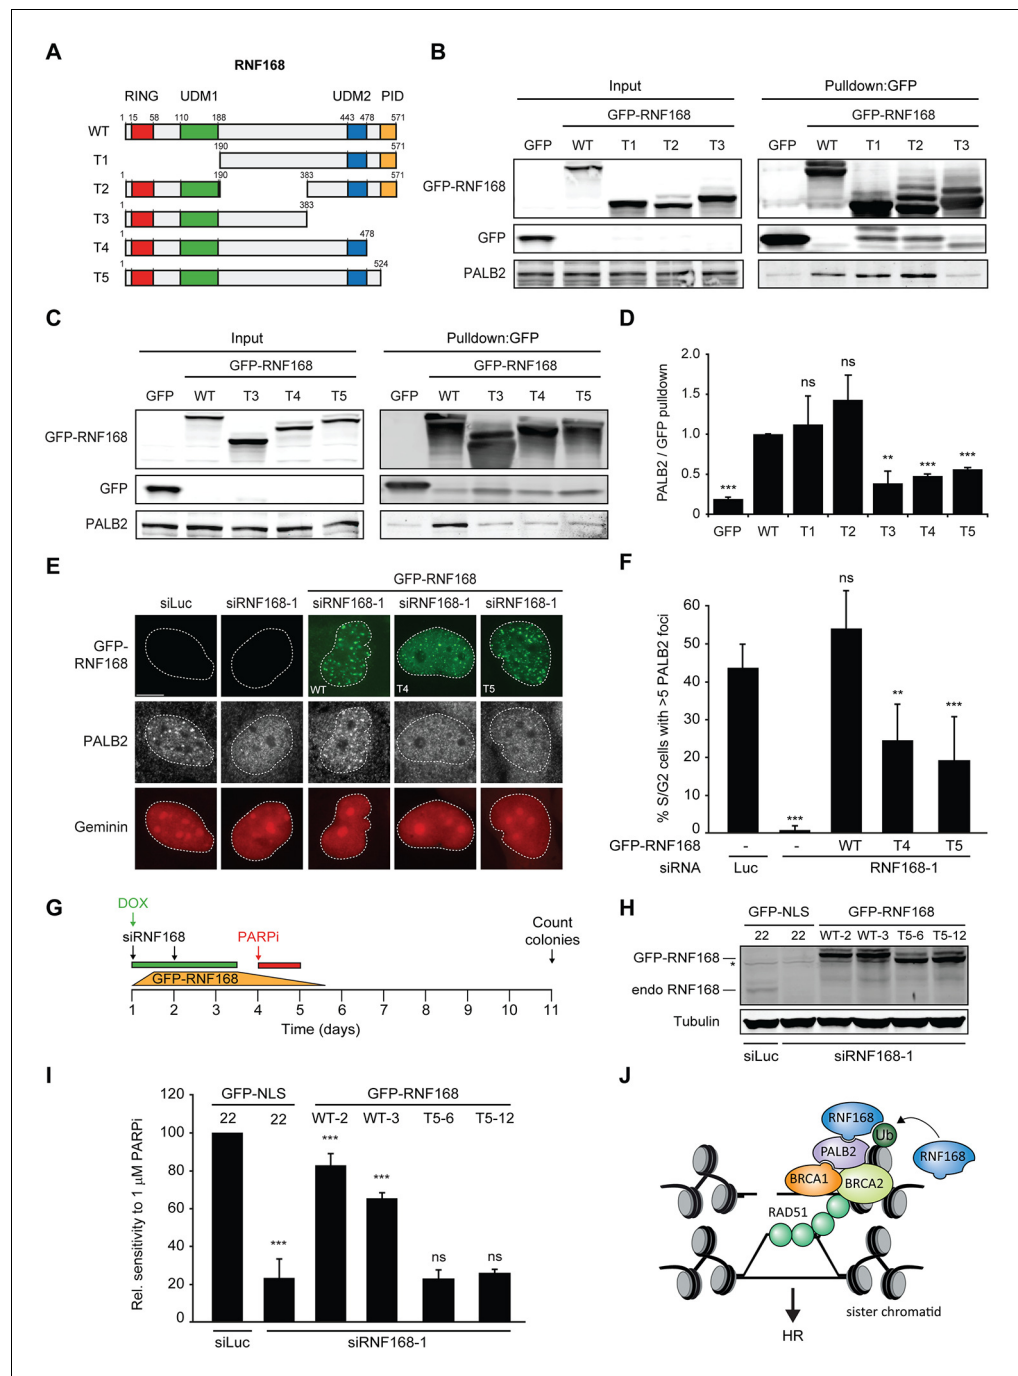 A
RNF168
RING UDM1 UDM2 PID
1 15 58 110 188 443 478 571
WT
190 571
T1
1 190 383 571
T2
1 383
T3
1 478
T4
1 524
T5
B
Input Pulldown:GFP
GFP-RNF168 GFP-RNF168
GFP WT T1 T2 T3 GFP WT T1 T2 T3
GFP-RNF168
GFP
PALB2
C
Input Pulldown:GFP
GFP-RNF168 GFP-RNF168
GFP WT T3 T4 T5 GFP WT T3 T4 T5
GFP-RNF168
GFP
PALB2
D
PALB2 / GFP pulldown
2.0
1.5
1.0
0.5
0
*** ns ns ** *** ***
GFP WT T1 T2 T3 T4 T5
E
GFP-RNF168
siLuc siRNF168-1 siRNF168-1 siRNF168-1 siRNF168-1
GFP-
RNF168
WT T4 T5
PALB2
Geminin
F
% S/G2 cells with >5 PALB2 foci
60
50
40
30
20
10
0
*** ns ** ***
GFP-RNF168 - - WT T4 T5
siRNA Luc RNF168-1
G
DOX
siRNF168
PARPi
Count
colonies
GFP-RNF168
1 2 3 4 5 6 7 8 9 10 11
Time (days)
H
GFP-NLS GFP-RNF168
22 22 WT-2 WT-3 T5-6 T5-12
GFP-RNF168
*
endo RNF168
Tubulin
siLuc siRNF168-1
I
GFP-NLS GFP-RNF168
22 22 WT-2 WT-3 T5-6 T5-12
Rel. sensitivity to 1 µM PARPi
120
100
80
60
40
20
0
*** *** *** ns ns
siLuc siRNF168-1
J
RNF168
Ub
PALB2
RNF168
BRCA1
BRCA2
RAD51
sister chromatid
HR